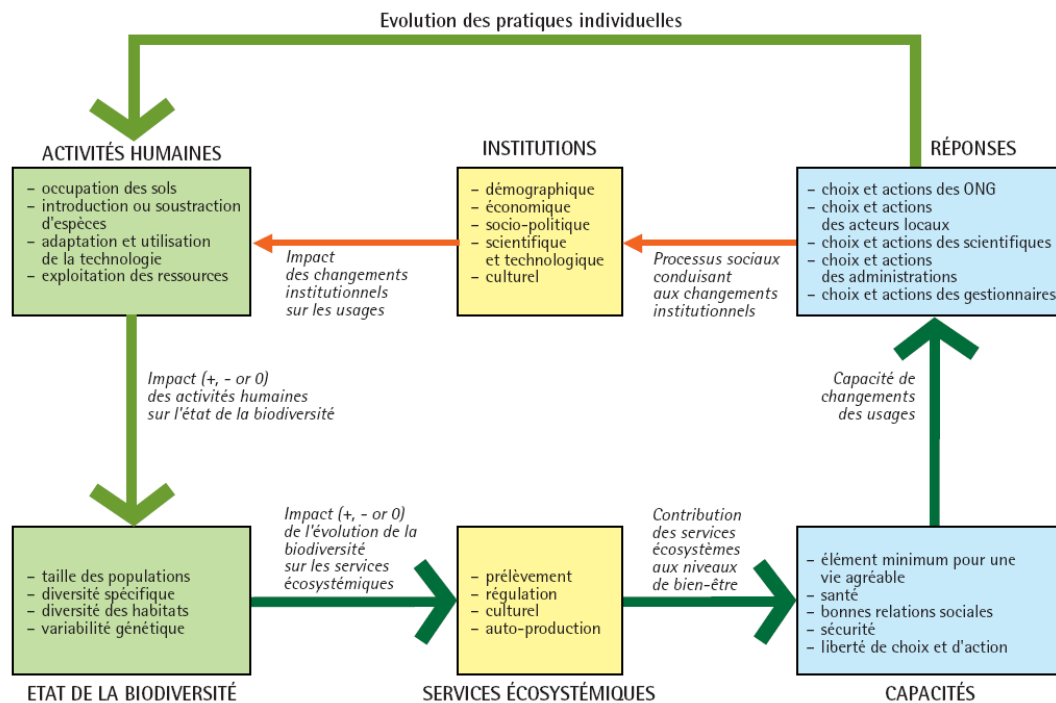 Evolution des pratiques individuelles
ACTIVITÉS HUMAINES
– occupation des sols
– introduction ou soustraction
d'espèces
– adaptation et utilisation
de la technologie
– exploitation des ressources
Impact
des changements
institutionnels
sur les usages
INSTITUTIONS
– démographique
– économique
– socio-politique
– scientifique
et technologique
– culturel
Processus sociaux
conduisant
aux changements
institutionnels
RÉPONSES
– choix et actions des ONG
– choix et actions
des acteurs locaux
– choix et actions des scientifiques
– choix et actions
des administrations
– choix et actions des gestionnaires
Impact (+, - or 0)
des activités humaines
sur l'état de la biodiversité
Capacité de
changements
des usages
– taille des populations
– diversité spécifique
– diversité des habitats
– variabilité génétique
ETAT DE LA BIODIVERSITÉ
Impact (+, - or 0)
de l'évolution de la
biodiversité
sur les services
écosystémiques
– prélèvement
– régulation
– culturel
– auto-production
SERVICES ÉCOSYSTÉMIQUES
Contribution
des services
écosystèmes
aux niveaux
de bien-être
– élément minimum pour une
vie agréable
– santé
– bonnes relations sociales
– sécurité
– liberté de choix et d'action
CAPACITÉS